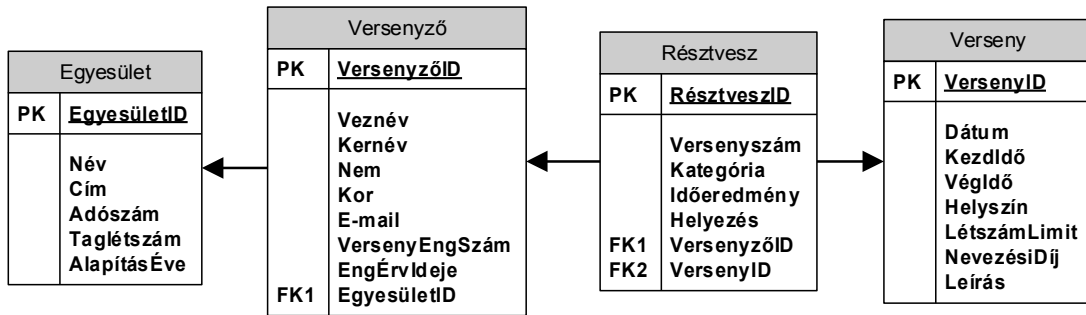 Egyesület
PK EgyesületID
Név
Cím
Adószám
Taglétszám
AlapításÉve
Versenyző
PK VersenyzőID
Veznév
Kernév
Nem
Kor
E-mail
VersenyEngSzám
EngÉrvIdeje
FK1 EgyesületID
Résztvesz
PK RésztveszID
Versenyszám
Kategória
Időeredmény
Helyezés
FK1 VersenyzőID
FK2 VersenyID
Verseny
PK VersenyID
Dátum
KezdIdő
VégIdő
Helyszín
LétszámLimit
NevezésiDíj
Leírás